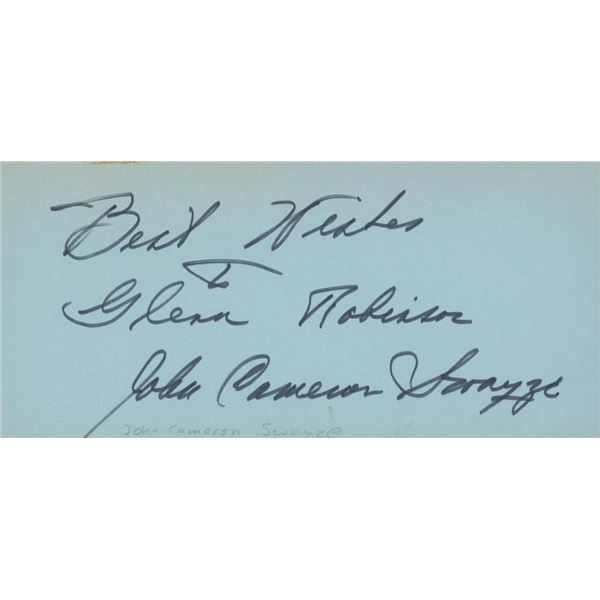 Best Wishes
to
Glenn Robinson
John Cameron Swayze
John Cameron Swayze